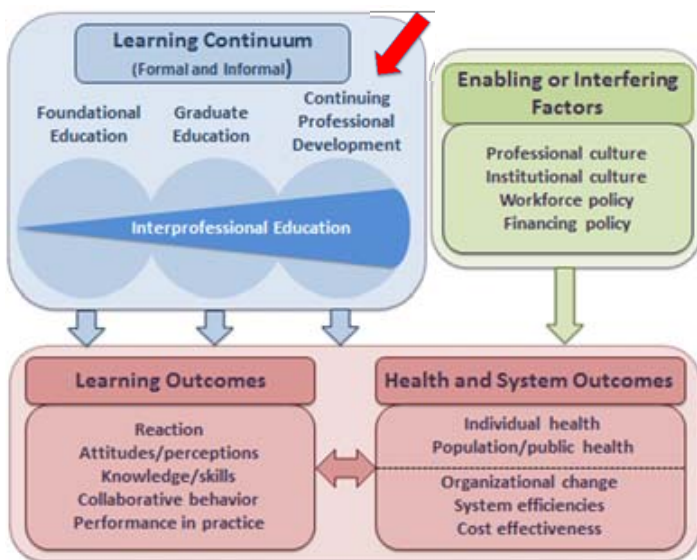 Learning Continuum
(Formal and Informal)
Foundational
Education
Graduate
Education
Continuing
Professional
Development
Interprofessional Education
Enabling or Interfering
Factors
Professional culture
Institutional culture
Workforce policy
Financing policy
Learning Outcomes
Reaction
Attitudes/perceptions
Knowledge/skills
Collaborative behavior
Performance in practice
Health and System Outcomes
Individual health
Population/public health
Organizational change
System efficiencies
Cost effectiveness